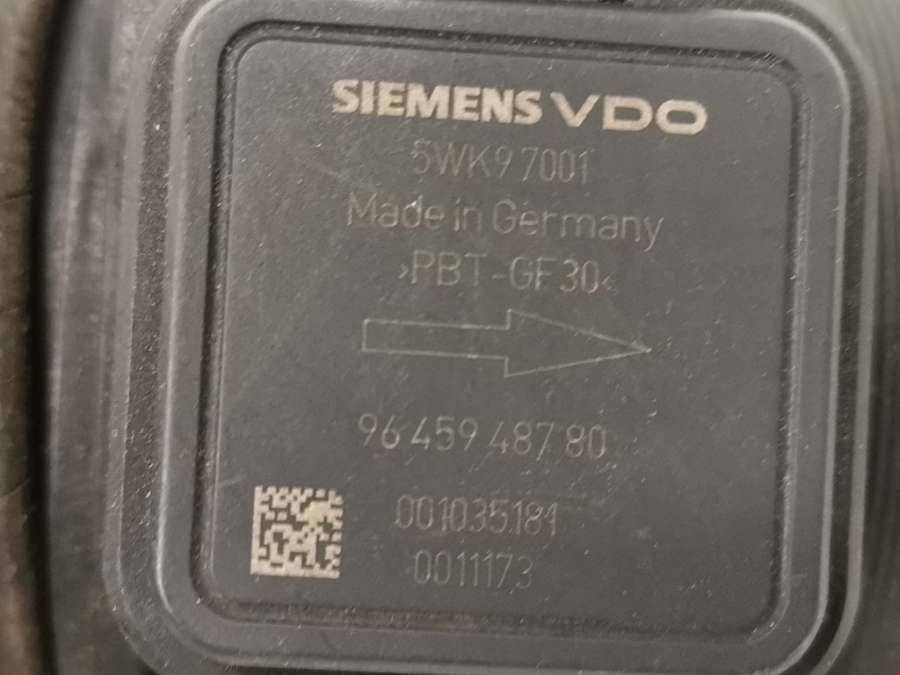 SIEMENS VDO
5WK9 7001
Made in Germany
>PBT-GF30<
96 459 487 80
001035181
0011173